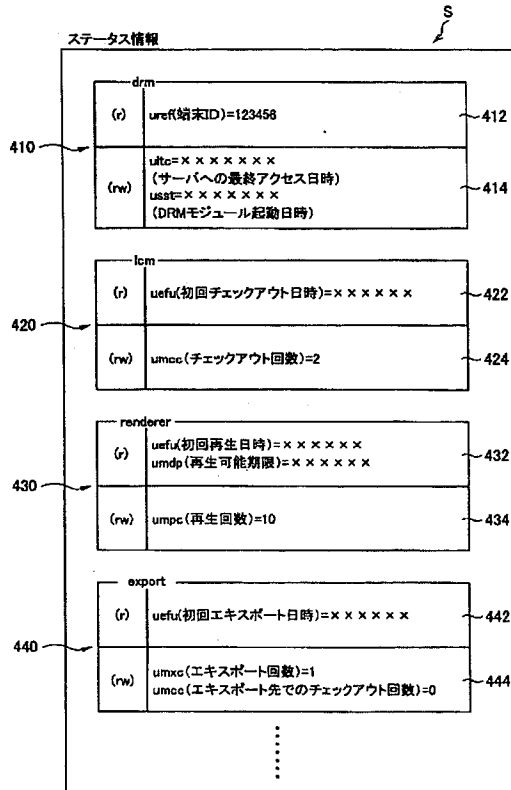 S
ステータス情報
drm
(r) uref(端末ID)=123456 412
410
(rw) ultc=×××××××
(サーバへの最終アクセス日時)
usst=×××××××
(DRMモジュール起動日時) 414
lcm
(r) uefu(初回チェックアウト日時)=×××××× 422
420
(rw) umcc(チェックアウト回数)=2 424
renderer
(r) uefu(初回再生日時)=××××××
umdp(再生可能期限)=×××××× 432
430
(rw) umpc(再生回数)=10 434
export
(r) uefu(初回エキスポート日時)=×××××× 442
440
(rw) umxc(エキスポート回数)=1
umcc(エキスポート先でのチェックアウト回数)=0 444